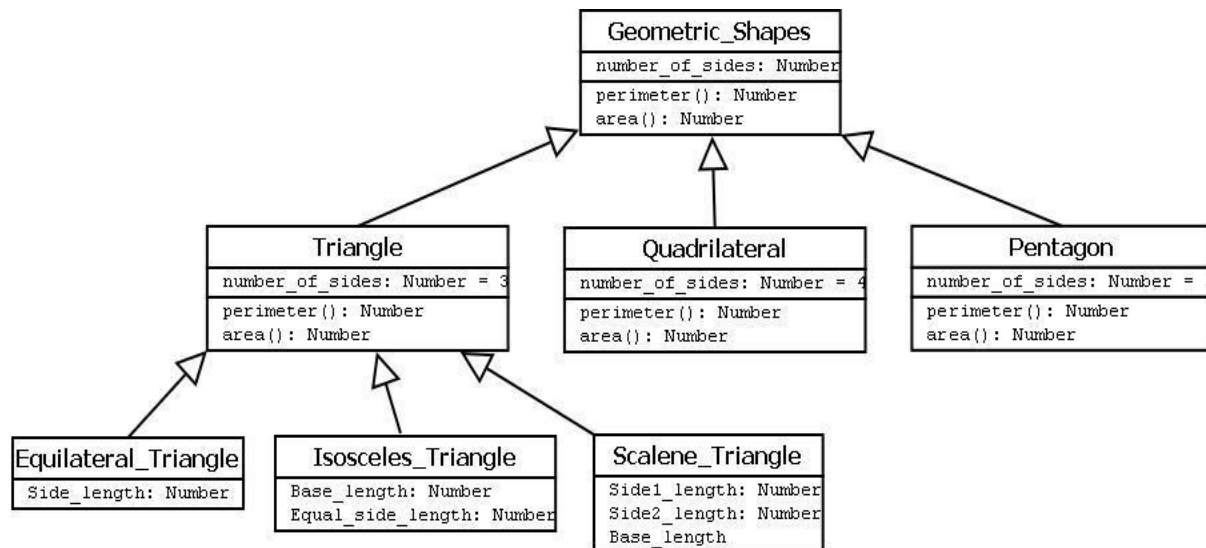 Geometric_Shapes
number_of_sides: Number
perimeter(): Number
area(): Number
Triangle
number_of_sides: Number = 3
perimeter(): Number
area(): Number
Quadrilateral
number_of_sides: Number = 4
perimeter(): Number
area(): Number
Pentagon
number_of_sides: Number =
perimeter(): Number
area(): Number
Equilateral_Triangle
Side_length: Number
Isosceles_Triangle
Base_length: Number
Equal_side_length: Number
Scalene_Triangle
Side1_length: Number
Side2_length: Number
Base_length